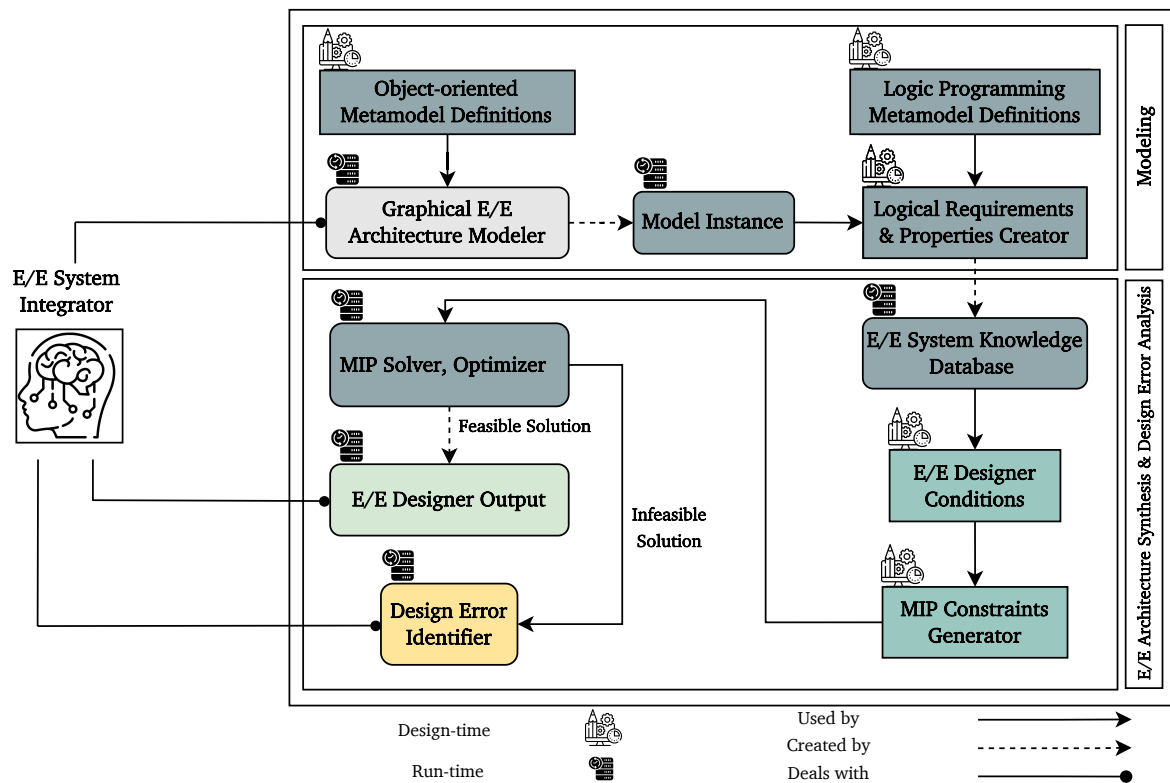 Object-oriented
Metamodel Definitions
Logic Programming
Metamodel Definitions
Graphical E/E
Architecture Modeler
Model Instance
Logical Requirements
& Properties Creator
Modeling
E/E System
Integrator
MIP Solver, Optimizer
E/E System Knowledge
Database
Feasible Solution
E/E Designer Output
E/E Designer
Conditions
Infeasible
Solution
Design Error
Identifier
MIP Constraints
Generator
E/E Architecture Synthesis & Design Error Analysis
Design-time
Run-time
Used by
Created by
Deals with